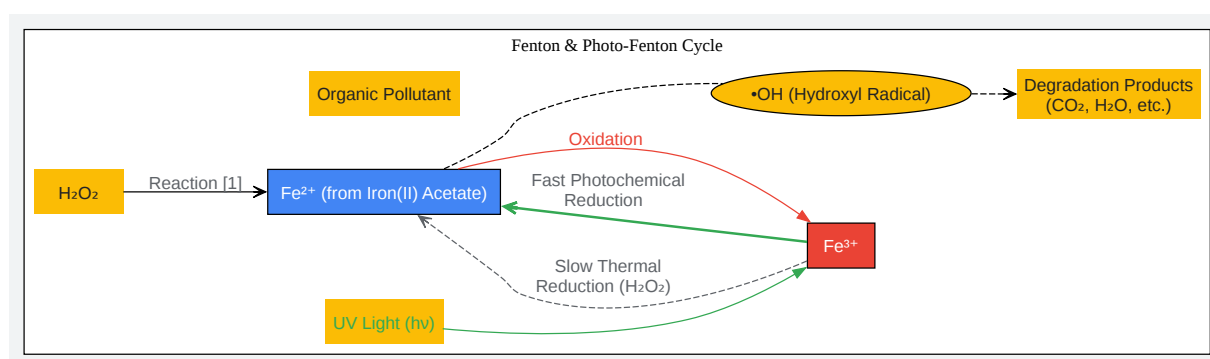 Fenton & Photo-Fenton Cycle
Organic Pollutant
•OH (Hydroxyl Radical)
Degradation Products
(CO₂, H₂O, etc.)
Oxidation
H₂O₂
Reaction [1]
Fe²⁺ (from Iron(II) Acetate)
Fast Photochemical
Reduction
Fe³⁺
Slow Thermal
Reduction (H₂O₂)
UV Light (hν)